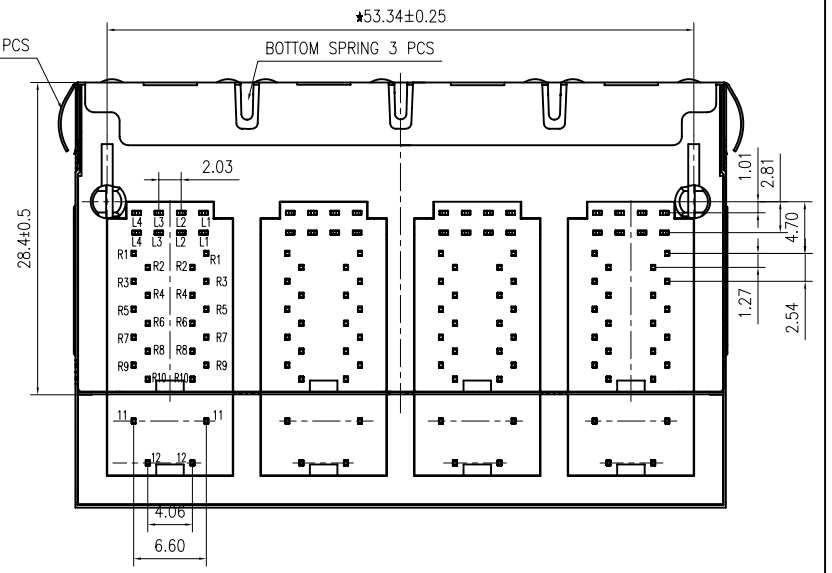 ★53.34±0.25
PCS
BOTTOM SPRING 3 PCS
2.03
1.01
2.81
4.70
1.27
2.54
28.4±0.5
L4 L3 L2 L1
L4 L3 L2 L1
R1 R1
R2 R2
R3 R3
R4 R4
R5 R5
R6 R6
R7 R7
R8 R8
R9 R9
R10 R10
11 11
12 12
4.06
6.60